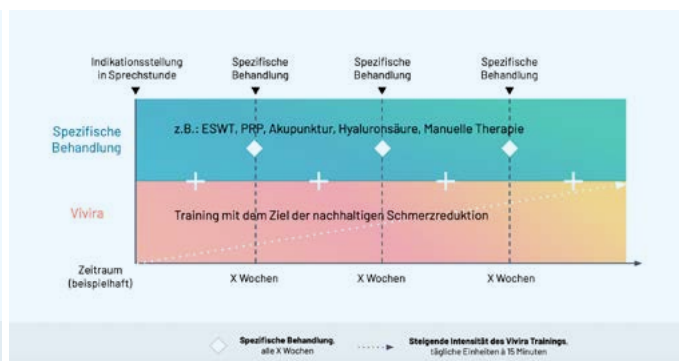 Indikationsstellung
in Sprechstunde
Spezifische
Behandlung
Spezifische
Behandlung
Spezifische
Behandlung
Spezifische
Behandlung
z.B.: ESWT, PRP, Akupunktur, Hyaluronsäure, Manuelle Therapie
Vivira
Training mit dem Ziel der nachhaltigen Schmerzreduktion
Zeitraum
(beispielhaft)
X Wochen
X Wochen
X Wochen
Spezifische Behandlung,
alle X Wochen
Steigende Intensität des Vivira Trainings,
tägliche Einheiten à 15 Minuten